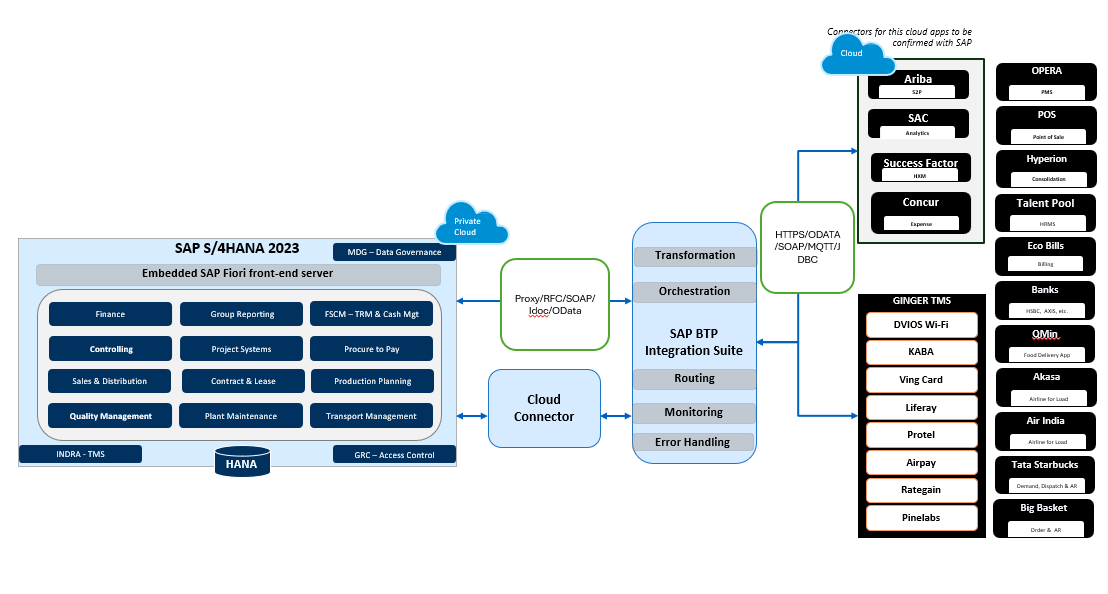 Connectors for this cloud apps to be
confirmed with SAP
Cloud
Ariba
S2P
SAC
Analytics
Success Factor
HXM
Concur
Expense
OPERA
PMS
POS
Point of Sale
Hyperion
Consolidation
Talent Pool
HRMS
Eco Bills
Billing
Banks
HSBC, AXIS, etc.
QMin
Food Delivery App
Akasa
Airline for Load
Air India
Airline for Load
Tata Starbucks
Demand, Dispatch & AR
Big Basket
Order & AR
Private
Cloud
SAP S/4HANA 2023
MDG – Data Governance
Embedded SAP Fiori front-end server
Finance
Group Reporting
FSCM – TRM & Cash Mgt
Controlling
Project Systems
Procure to Pay
Sales & Distribution
Contract & Lease
Production Planning
Quality Management
Plant Maintenance
Transport Management
INDRA - TMS
HANA
GRC – Access Control
Proxy/RFC/SOAP/
Idoc/OData
Cloud
Connector
Transformation
Orchestration
SAP BTP
Integration Suite
Routing
Monitoring
Error Handling
HTTPS/ODATA
/SOAP/MQTT/J
DBC
GINGER TMS
DVIOS Wi-Fi
KABA
Ving Card
Liferay
Protel
Airpay
Rategain
Pinelabs